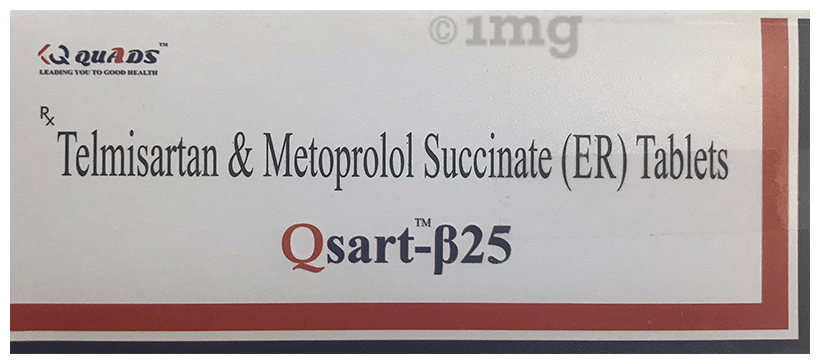 ©1mg
QUADS™
LEADING YOU TO GOOD HEALTH
Rx
Telmisartan & Metoprolol Succinate (ER) Tablets
Qsart™-β25